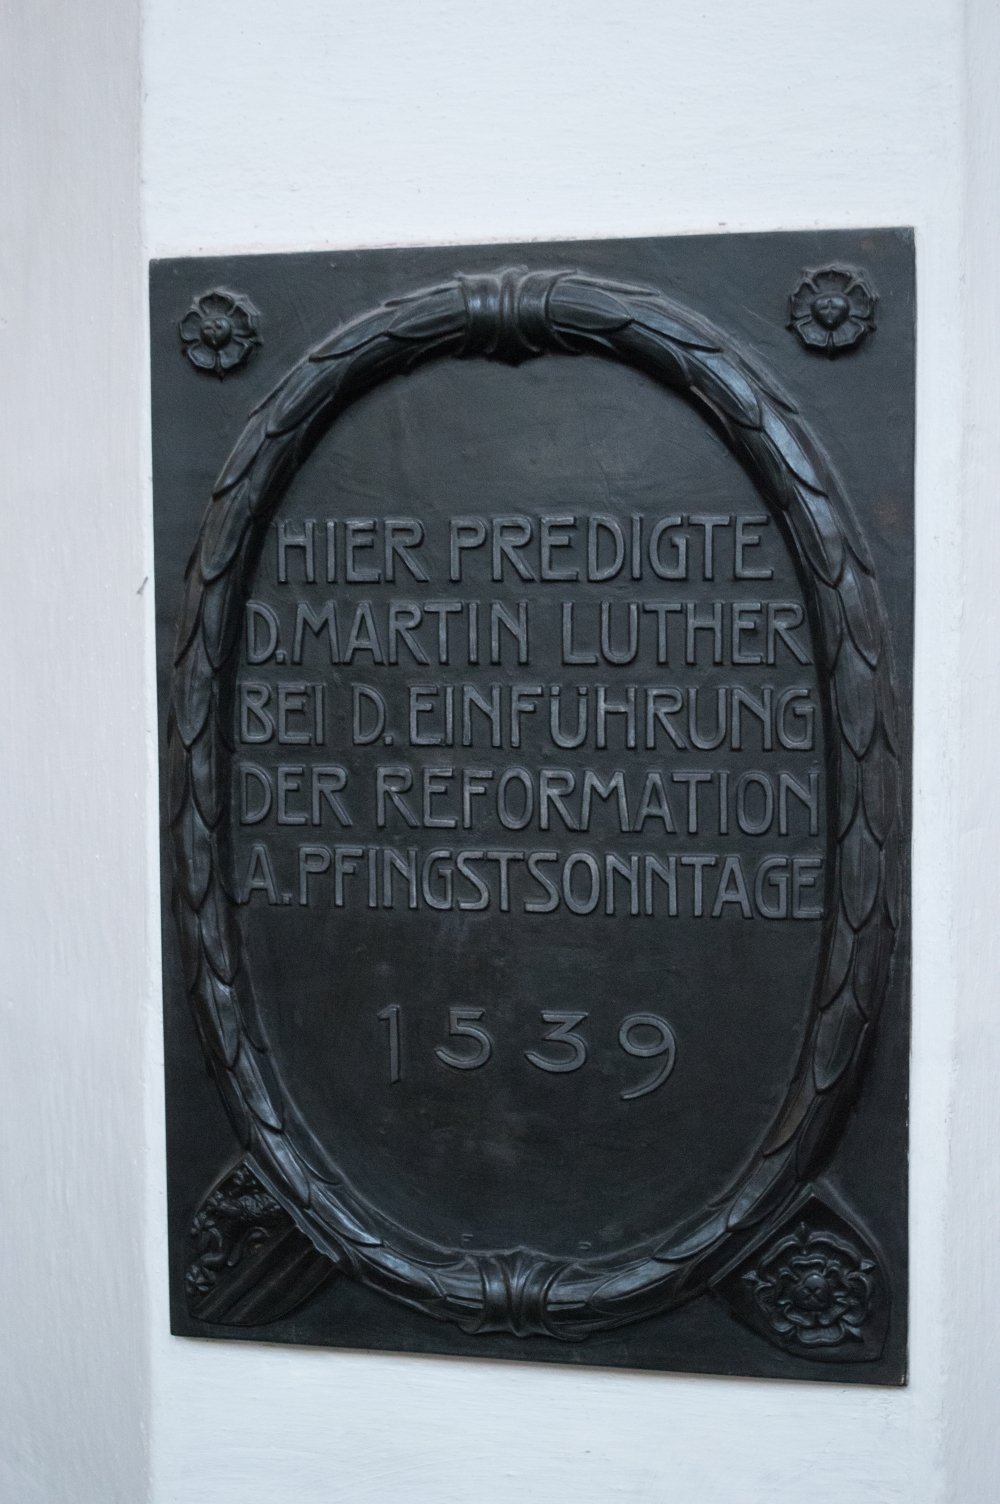 HIER PREDIGTE
D. MARTIN LUTHER
BEI D. EINFÜHRUNG
DER REFORMATION
A. PFINGSTSONNTAGE
1539